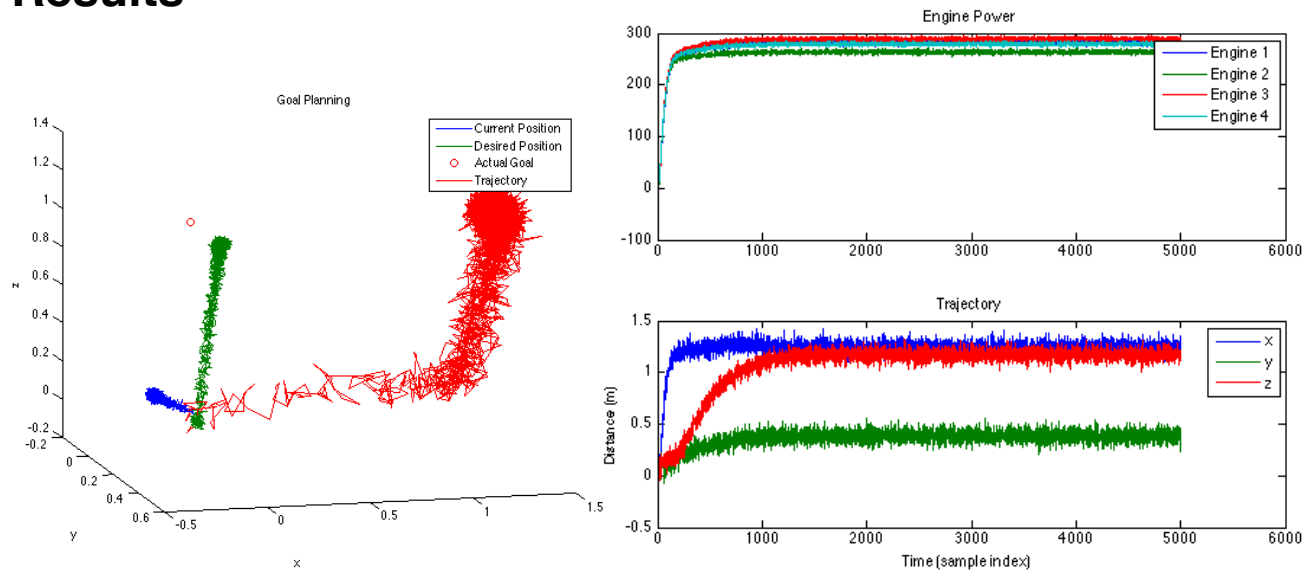 Results
Goal Planning
1.4
1.2
1
0.8
0.6
0.4
0.2
0
-0.2
z
-0.2
0
0.2
0.4
0.6
y
-0.5
0
0.5
1
1.5
x
Current Position
Desired Position
Actual Goal
Trajectory
Engine Power
300
200
100
0
-100
0
1000
2000
3000
4000
5000
6000
Engine 1
Engine 2
Engine 3
Engine 4
Trajectory
Distance (m)
1.5
1
0.5
0
-0.5
0
1000
2000
3000
4000
5000
6000
Time (sample index)
x
y
z